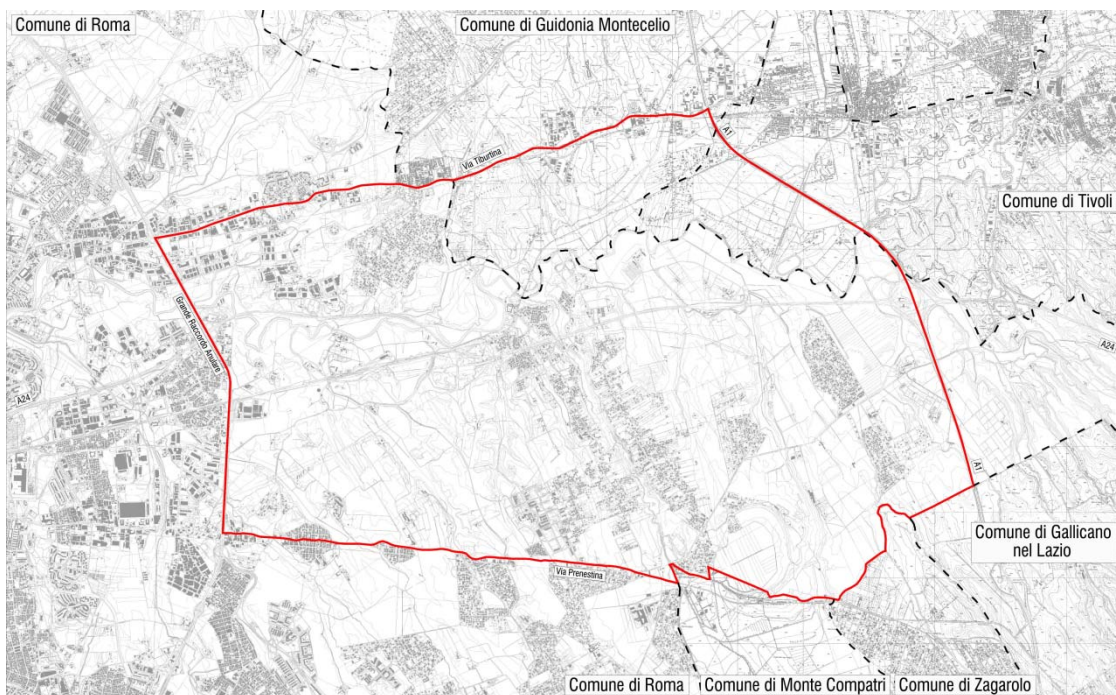 Comune di Roma
Comune di Guidonia Montecelio
Via Tiburtina
A1
Comune di Tivoli
Grande Raccordo Anulare
A24
A24
A1
Comune di Gallicano
nel Lazio
Via Prenestina
Comune di Roma
Comune di Monte Compatri
Comune di Zagarolo